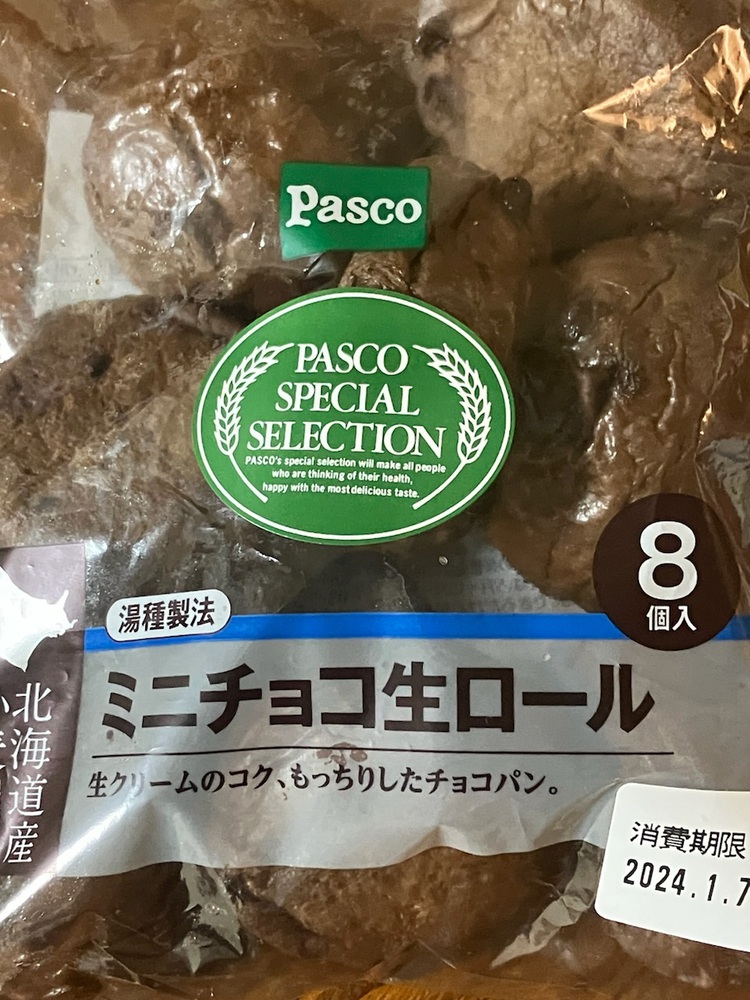 Pasco
PASCO
SPECIAL
SELECTION
PASCO's special selection will make all people
who are thinking of their health,
happy with the most delicious taste.
8
個入
湯種製法
ミニチョコ生ロール
生クリームのコク、もっちりしたチョコパン。
北海道産
消費期限
2024.1.7